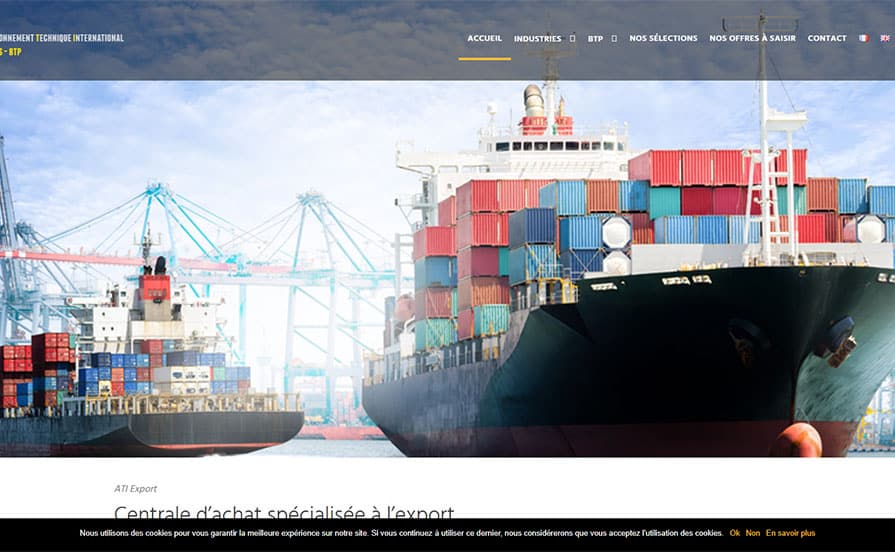 ONNEMENT TECHNIQUE INTERNATIONAL
S - BTP
ACCUEIL INDUSTRIES BTP NOS SÉLECTIONS NOS OFFRES À SAISIR CONTACT
ATI Export
Centrale d'achat spécialisée à l'export
Nous utilisons des cookies pour vous garantir la meilleure expérience sur notre site. Si vous continuez à utiliser ce dernier, nous considérerons que vous acceptez l'utilisation des cookies. Ok Non En savoir plus